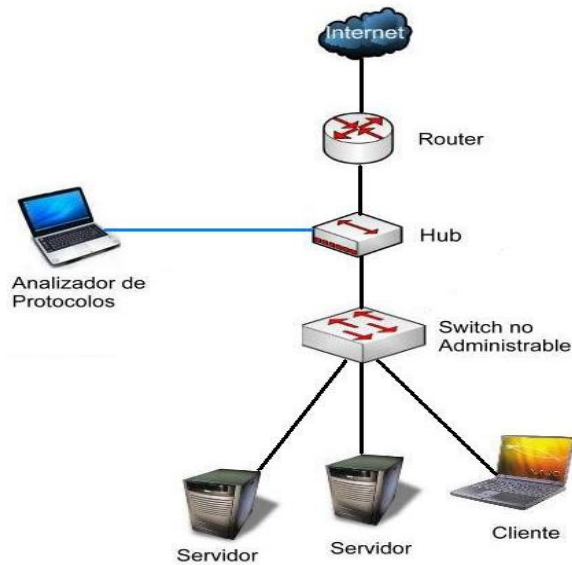 Internet
Router
Hub
Analizador de
Protocolos
Switch no
Administrable
Servidor
Servidor
Cliente